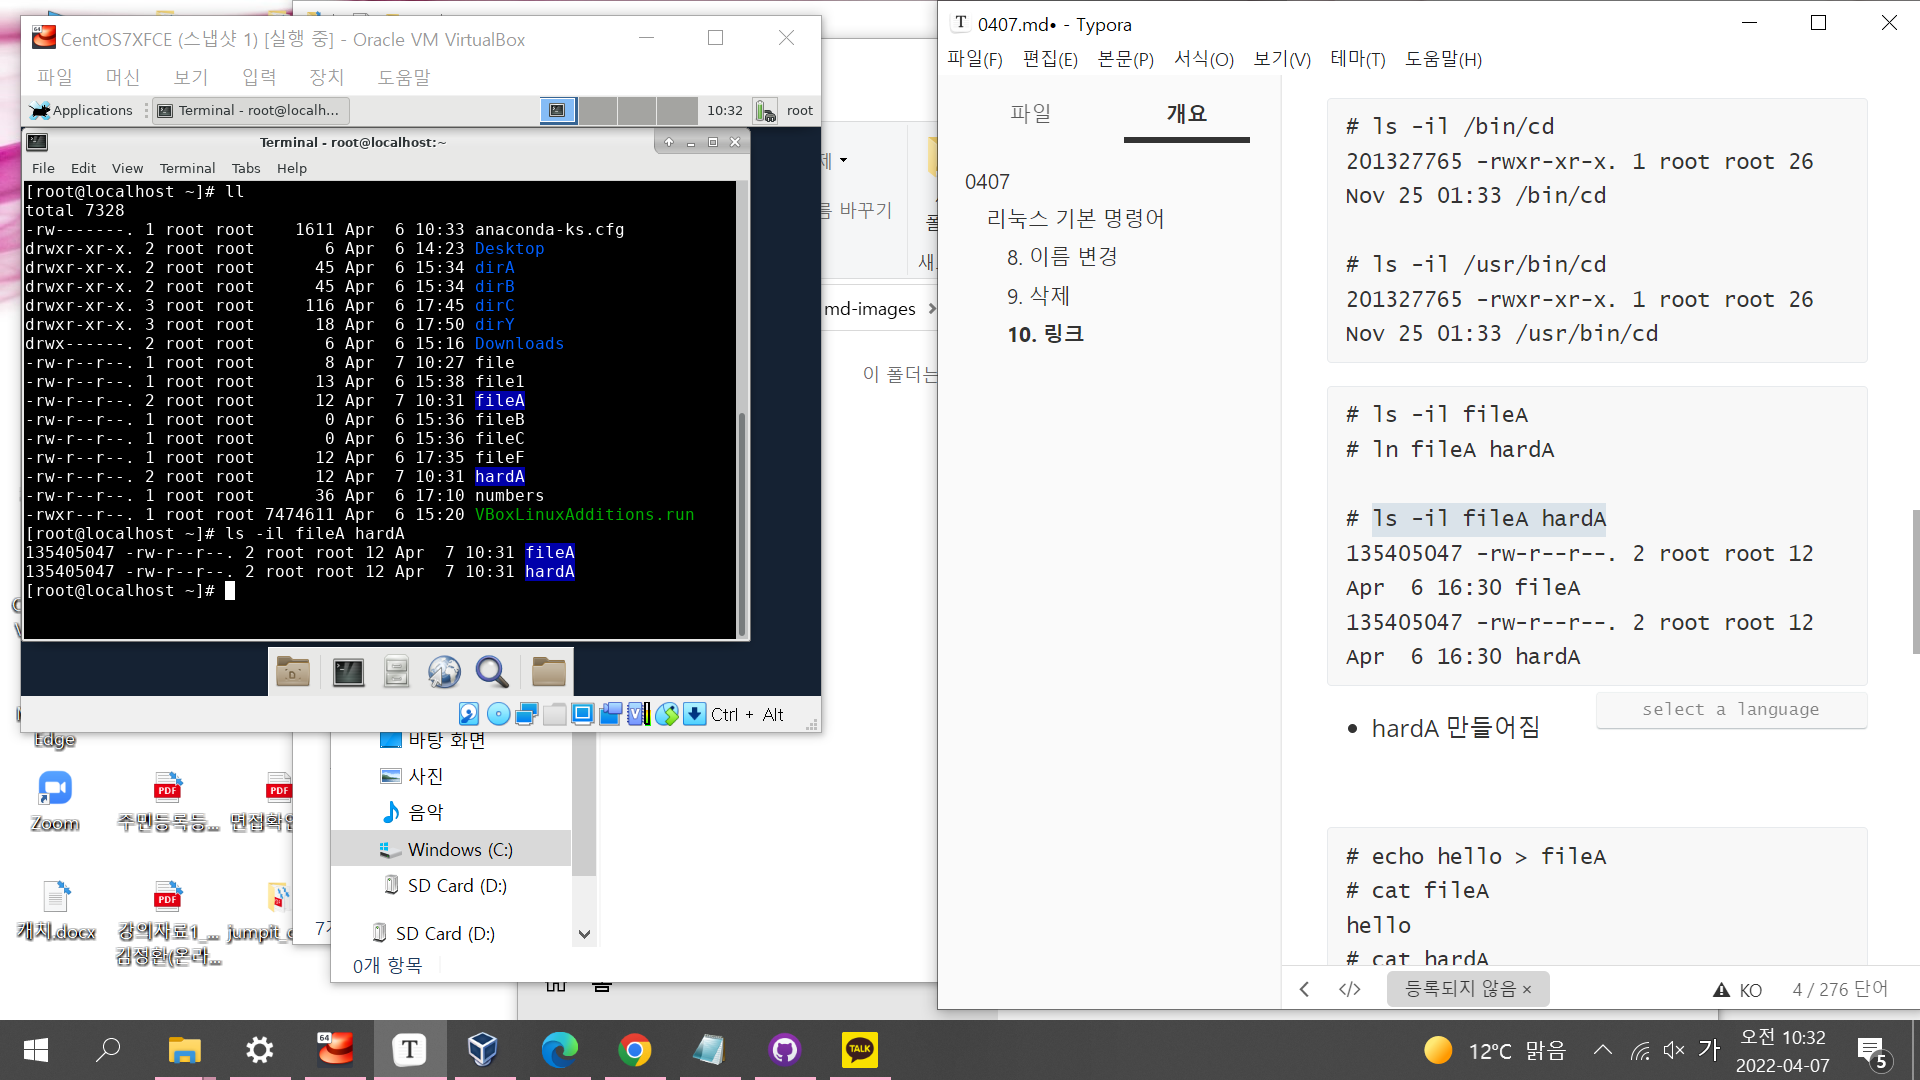 CentOS7XFCE (스냅샷 1) [실행 중] - Oracle VM VirtualBox
파일 머신 보기 입력 장치 도움말
Applications Terminal - root@localh... 10:32 root
Terminal - root@localhost:~
File Edit View Terminal Tabs Help
[root@localhost ~]# ll
total 7328
-rw-------. 1 root root    1611 Apr  6 10:33 anaconda-ks.cfg
drwxr-xr-x. 2 root root       6 Apr  6 14:23 Desktop
drwxr-xr-x. 2 root root      45 Apr  6 15:34 dirA
drwxr-xr-x. 2 root root      45 Apr  6 15:34 dirB
drwxr-xr-x. 3 root root     116 Apr  6 17:45 dirC
drwxr-xr-x. 3 root root      18 Apr  6 17:50 dirY
drwx------. 2 root root       6 Apr  6 15:16 Downloads
-rw-r--r--. 1 root root       8 Apr  7 10:27 file
-rw-r--r--. 1 root root      13 Apr  6 15:38 file1
-rw-r--r--. 2 root root      12 Apr  7 10:31 fileA
-rw-r--r--. 1 root root       0 Apr  6 15:36 fileB
-rw-r--r--. 1 root root       0 Apr  6 15:36 fileC
-rw-r--r--. 1 root root      12 Apr  6 17:35 fileF
-rw-r--r--. 2 root root      12 Apr  7 10:31 hardA
-rw-r--r--. 1 root root      36 Apr  6 17:10 numbers
-rwxr--r--. 1 root root 7474611 Apr  6 15:20 VBoxLinuxAdditions.run
[root@localhost ~]# ls -il fileA hardA
135405047 -rw-r--r--. 2 root root 12 Apr  7 10:31 fileA
135405047 -rw-r--r--. 2 root root 12 Apr  7 10:31 hardA
[root@localhost ~]#
Ctrl + Alt
바꾸기
md-images
이 폴더는
바탕 화면
사진
음악
Windows (C:)
SD Card (D:)
SD Card (D:)
0개 항목
Edge
Zoom
주민등록등...
캐치.docx
강의자료1_...
김정환(온라...
0407.md• - Typora
파일(F) 편집(E) 본문(P) 서식(O) 보기(V) 테마(T) 도움말(H)
파일 개요
0407
리눅스 기본 명령어
8. 이름 변경
9. 삭제
10. 링크
# ls -il /bin/cd
201327765 -rwxr-xr-x. 1 root root 26
Nov 25 01:33 /bin/cd
# ls -il /usr/bin/cd
201327765 -rwxr-xr-x. 1 root root 26
Nov 25 01:33 /usr/bin/cd
# ls -il fileA
# ln fileA hardA
# ls -il fileA hardA
135405047 -rw-r--r--. 2 root root 12
Apr  6 16:30 fileA
135405047 -rw-r--r--. 2 root root 12
Apr  6 16:30 hardA
select a language
• hardA 만들어짐
# echo hello > fileA
# cat fileA
hello
# cat hardA
</> 등록되지 않음 × KO 4 / 276 단어
T TALK 12°C 맑음 가 오전 10:32
2022-04-07 5